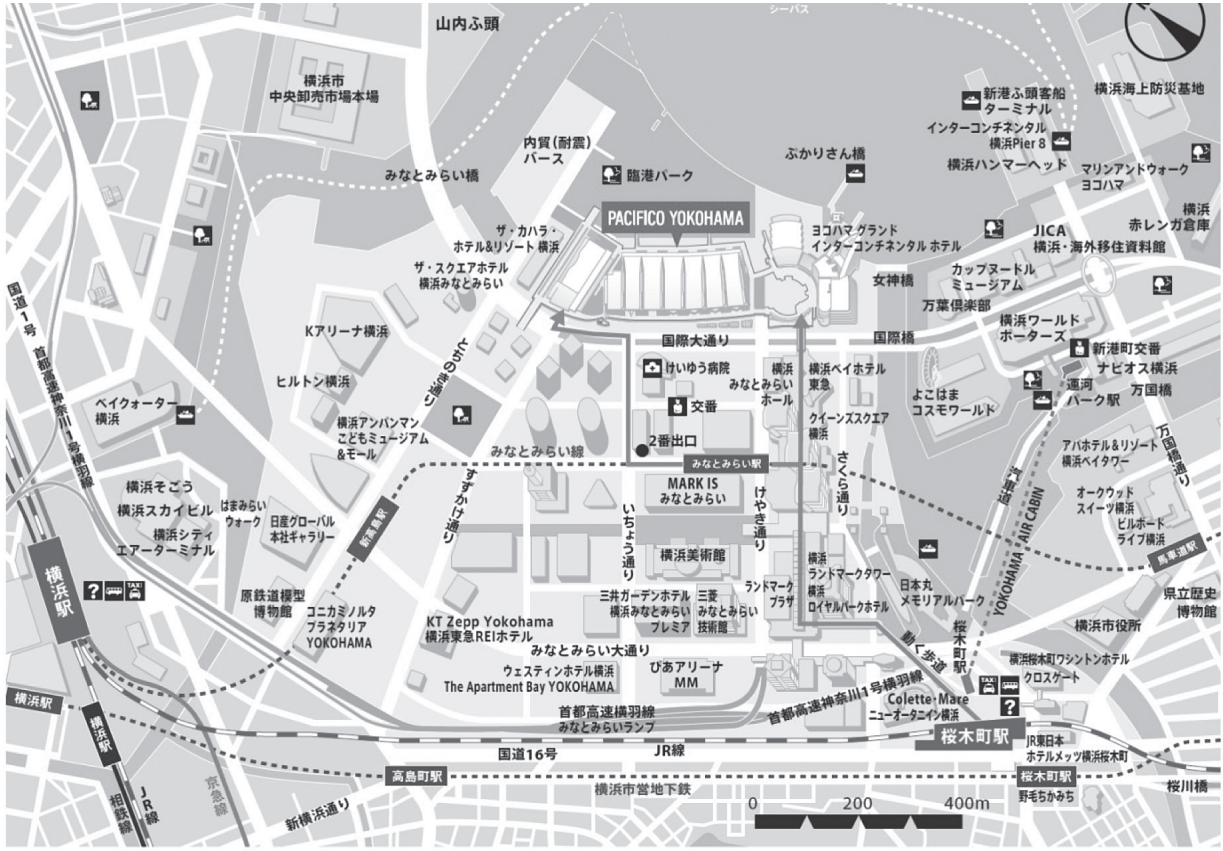 シーバス
山内ふ頭
横浜市
中央卸売市場本場
新港ふ頭客船
ターミナル
横浜海上防災基地
インターコンチネンタル
横浜Pier 8
横浜ハンマーヘッド
マリンアンドウォーク
ヨコハマ
横浜
赤レンガ倉庫
内貿(耐震)
バース
みなとみらい橋
臨港パーク
ぷかりさん橋
PACIFICO YOKOHAMA
ザ・カハラ・
ホテル&リゾート 横浜
ザ・スクエアホテル
横浜みなとみらい
ヨコハマ グランド
インターコンチネンタル ホテル
JICA
横浜・海外移住資料館
カップヌードル
ミュージアム
女神橋
万葉倶楽部
横浜ワールド
ポーターズ
国道1号
首都高速神奈川1号横羽線
Kアリーナ横浜
とちのき通り
国際大通り
国際橋
新港町交番
ナビオス横浜
ヒルトン横浜
けいゆう病院
横浜
みなとみらい
ホール
横浜ベイホテル
東急
よこはま
コスモワールド
運河
パーク駅
万国橋
ベイクォーター
横浜
交番
横浜アンパンマン
こどもミュージアム
&モール
クイーンズスクエア
横浜
2番出口
みなとみらい線
みなとみらい駅
さくら通り
アパホテル&リゾート
横浜ベイタワー
万国橋通り
汽車道
YOKOHAMA AIR CABIN
すずかけ通り
MARK IS
みなとみらい
けやき通り
いちょう通り
オークウッド
スイーツ横浜
ビルボード
ライブ横浜
横浜そごう
横浜スカイビル
横浜シティ
エアーターミナル
はまみらい
ウォーク
日産グローバル
本社ギャラリー
新高島駅
馬車道駅
横浜美術館
横浜
ランドマークタワー
横浜
ロイヤルパークホテル
ランドマーク
プラザ
日本丸
メモリアルパーク
県立歴史
博物館
横浜駅
?
TAXI
原鉄道模型
博物館
コニカミノルタ
プラネタリア
YOKOHAMA
三井ガーデンホテル
横浜みなとみらい
プレミア
三菱
みなとみらい
技術館
KT Zepp Yokohama
横浜東急REIホテル
みなとみらい大通り
動く歩道
桜木町駅
横浜市役所
横浜桜木町ワシントンホテル
クロスゲート
ウェスティンホテル横浜
The Apartment Bay YOKOHAMA
ぴあアリーナ
MM
首都高速神奈川1号横羽線
TAXI
?
Colette・Mare
ニューオータニイン横浜
首都高速横羽線
みなとみらいランプ
横浜駅
横浜駅
桜木町駅
JR東日本
ホテルメッツ横浜桜木町
国道16号
JR線
高島町駅
桜木町駅
桜川橋
横浜市営地下鉄
野毛ちかみち
相鉄線
JR線
京急線
新横浜通り
0 200 400m